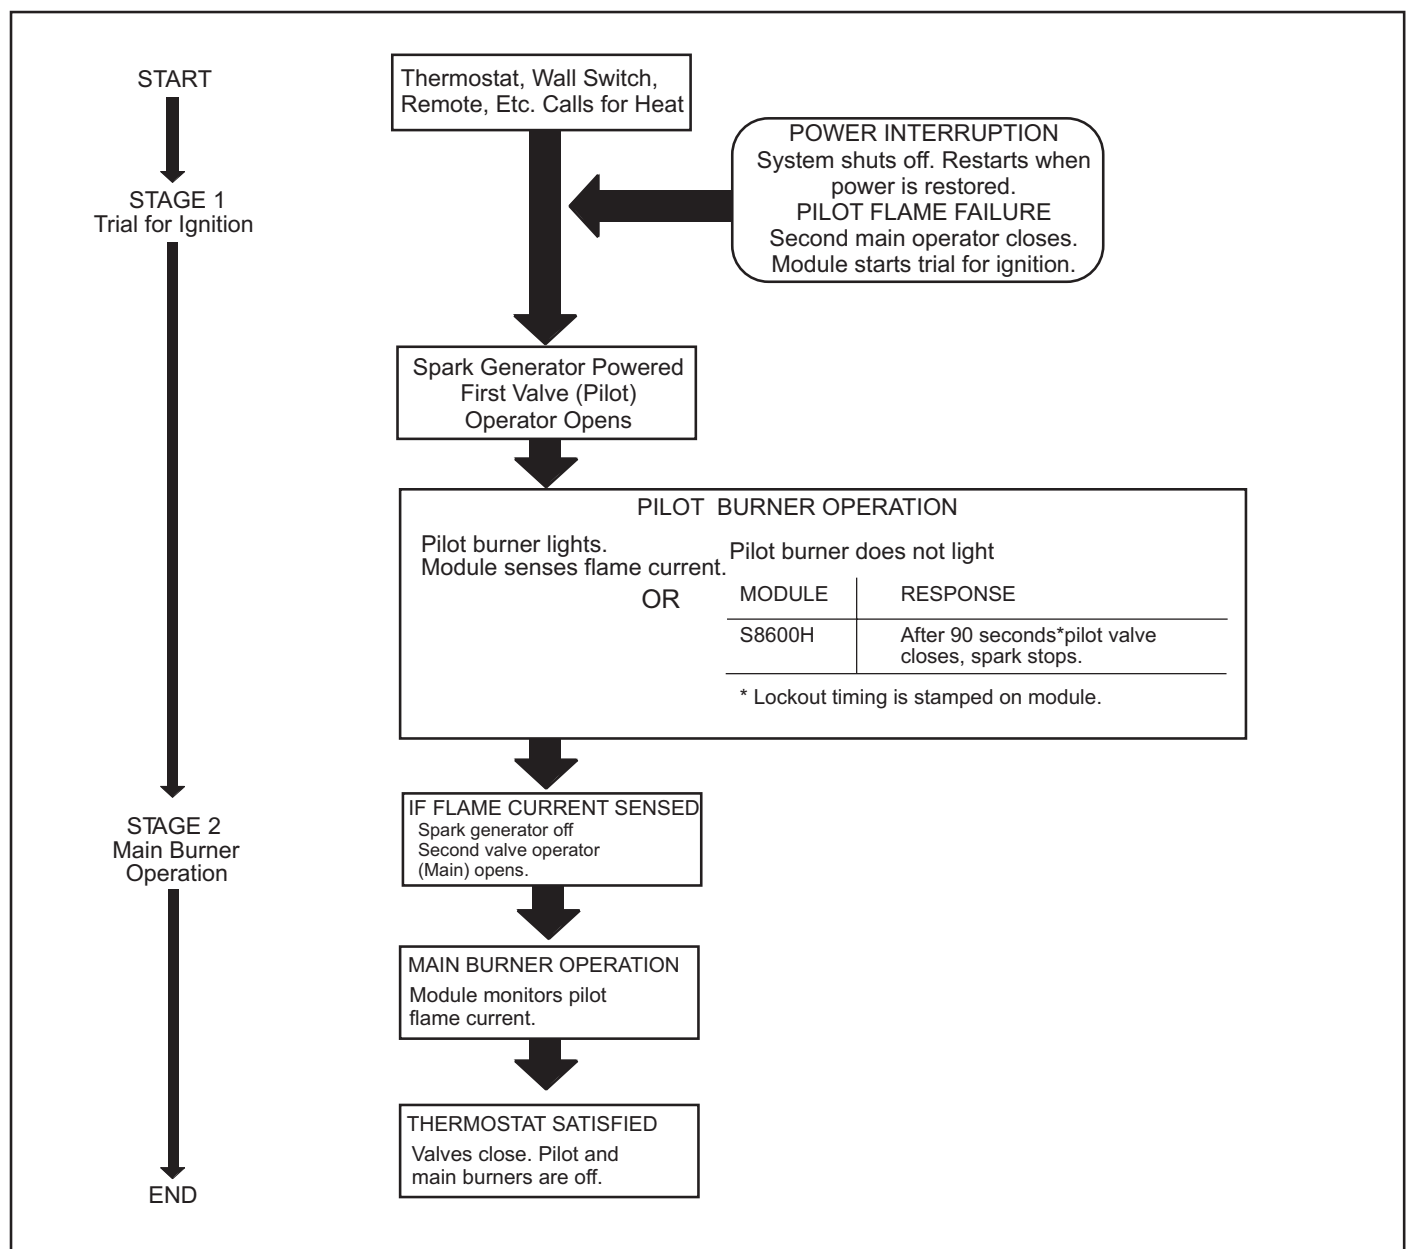 START
STAGE 1
Trial for Ignition
STAGE 2
Main Burner
Operation
END
Thermostat, Wall Switch,
Remote, Etc. Calls for Heat
POWER INTERRUPTION
System shuts off. Restarts when
power is restored.
PILOT FLAME FAILURE
Second main operator closes.
Module starts trial for ignition.
Spark Generator Powered
First Valve (Pilot)
Operator Opens
PILOT BURNER OPERATION
Pilot burner lights.
Module senses flame current.
OR
Pilot burner does not light
MODULE RESPONSE
S8600H After 90 seconds*pilot valve
closes, spark stops.
* Lockout timing is stamped on module.
IF FLAME CURRENT SENSED
Spark generator off
Second valve operator
(Main) opens.
MAIN BURNER OPERATION
Module monitors pilot
flame current.
THERMOSTAT SATISFIED
Valves close. Pilot and
main burners are off.